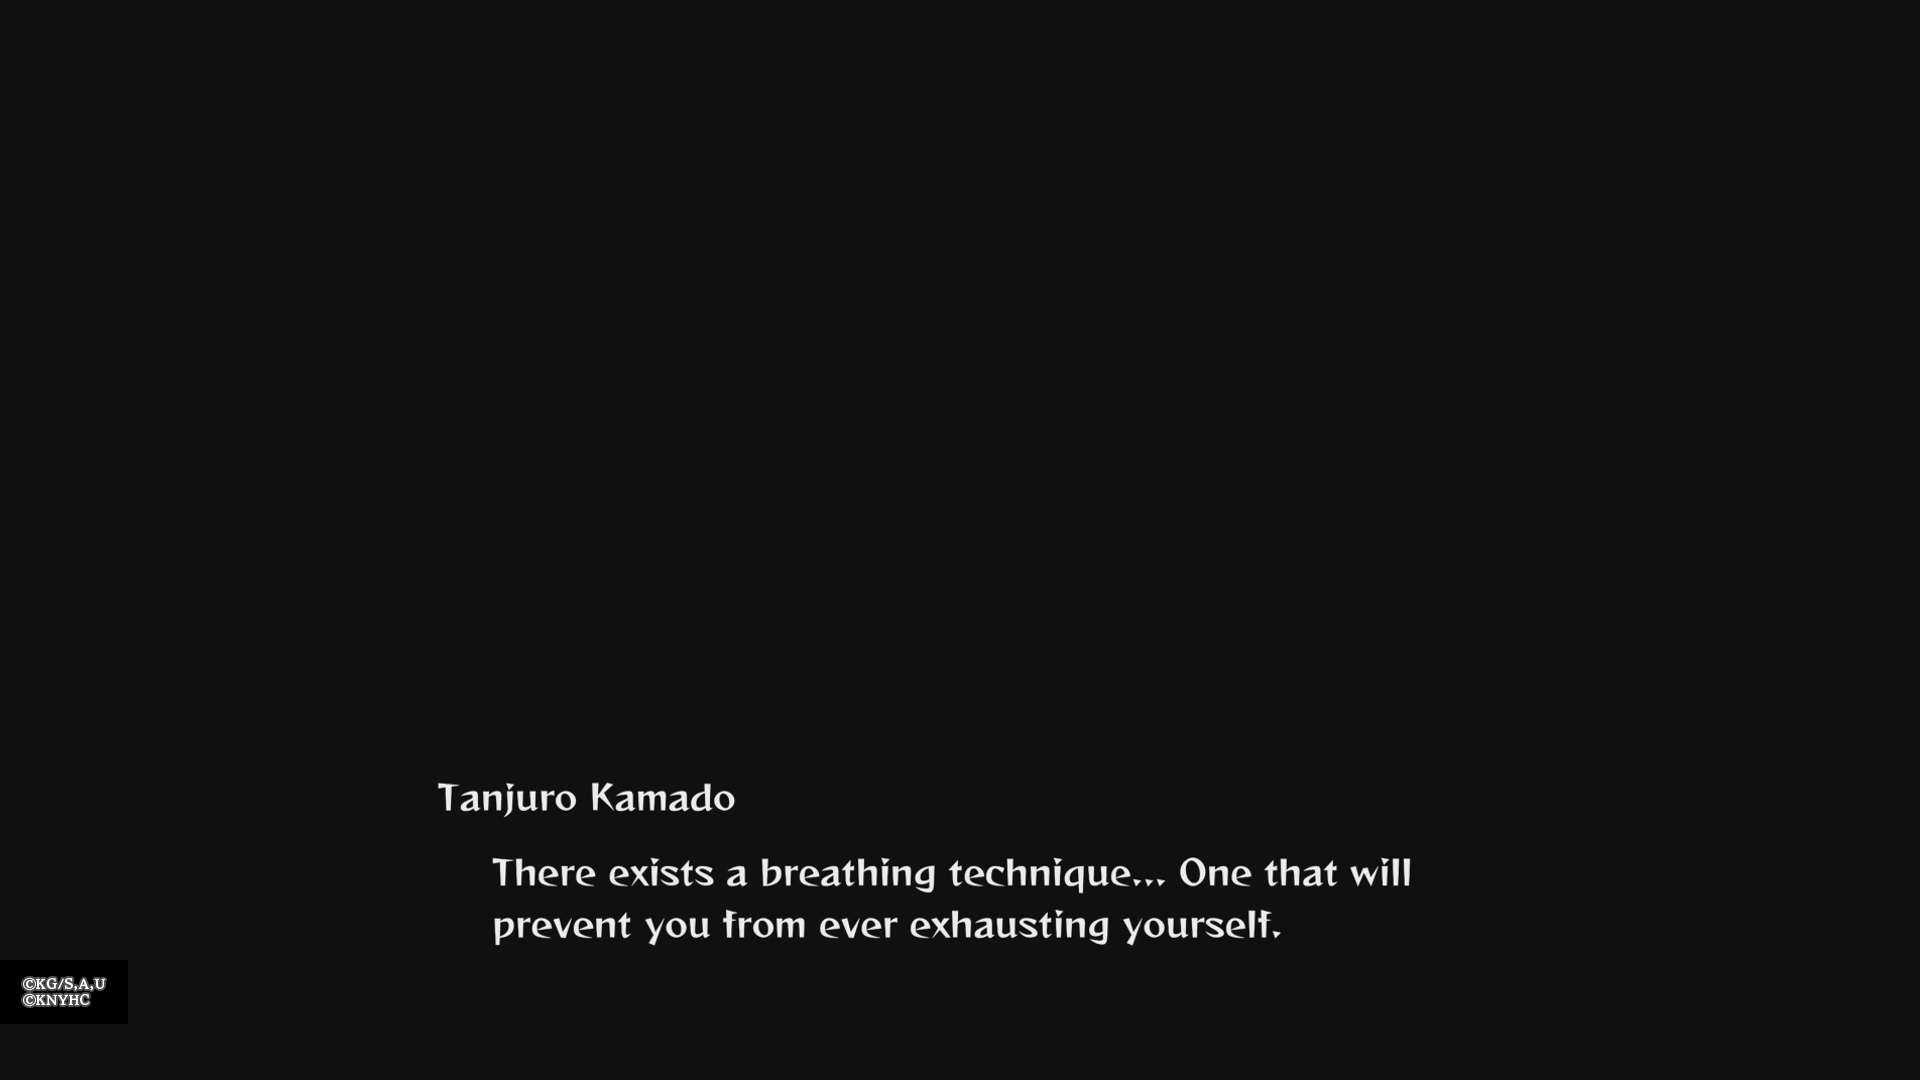 Tanjuro Kamado
There exists a breathing technique... One that will
prevent you from ever exhausting yourself.
©KG/S,A,U
©KNYHC